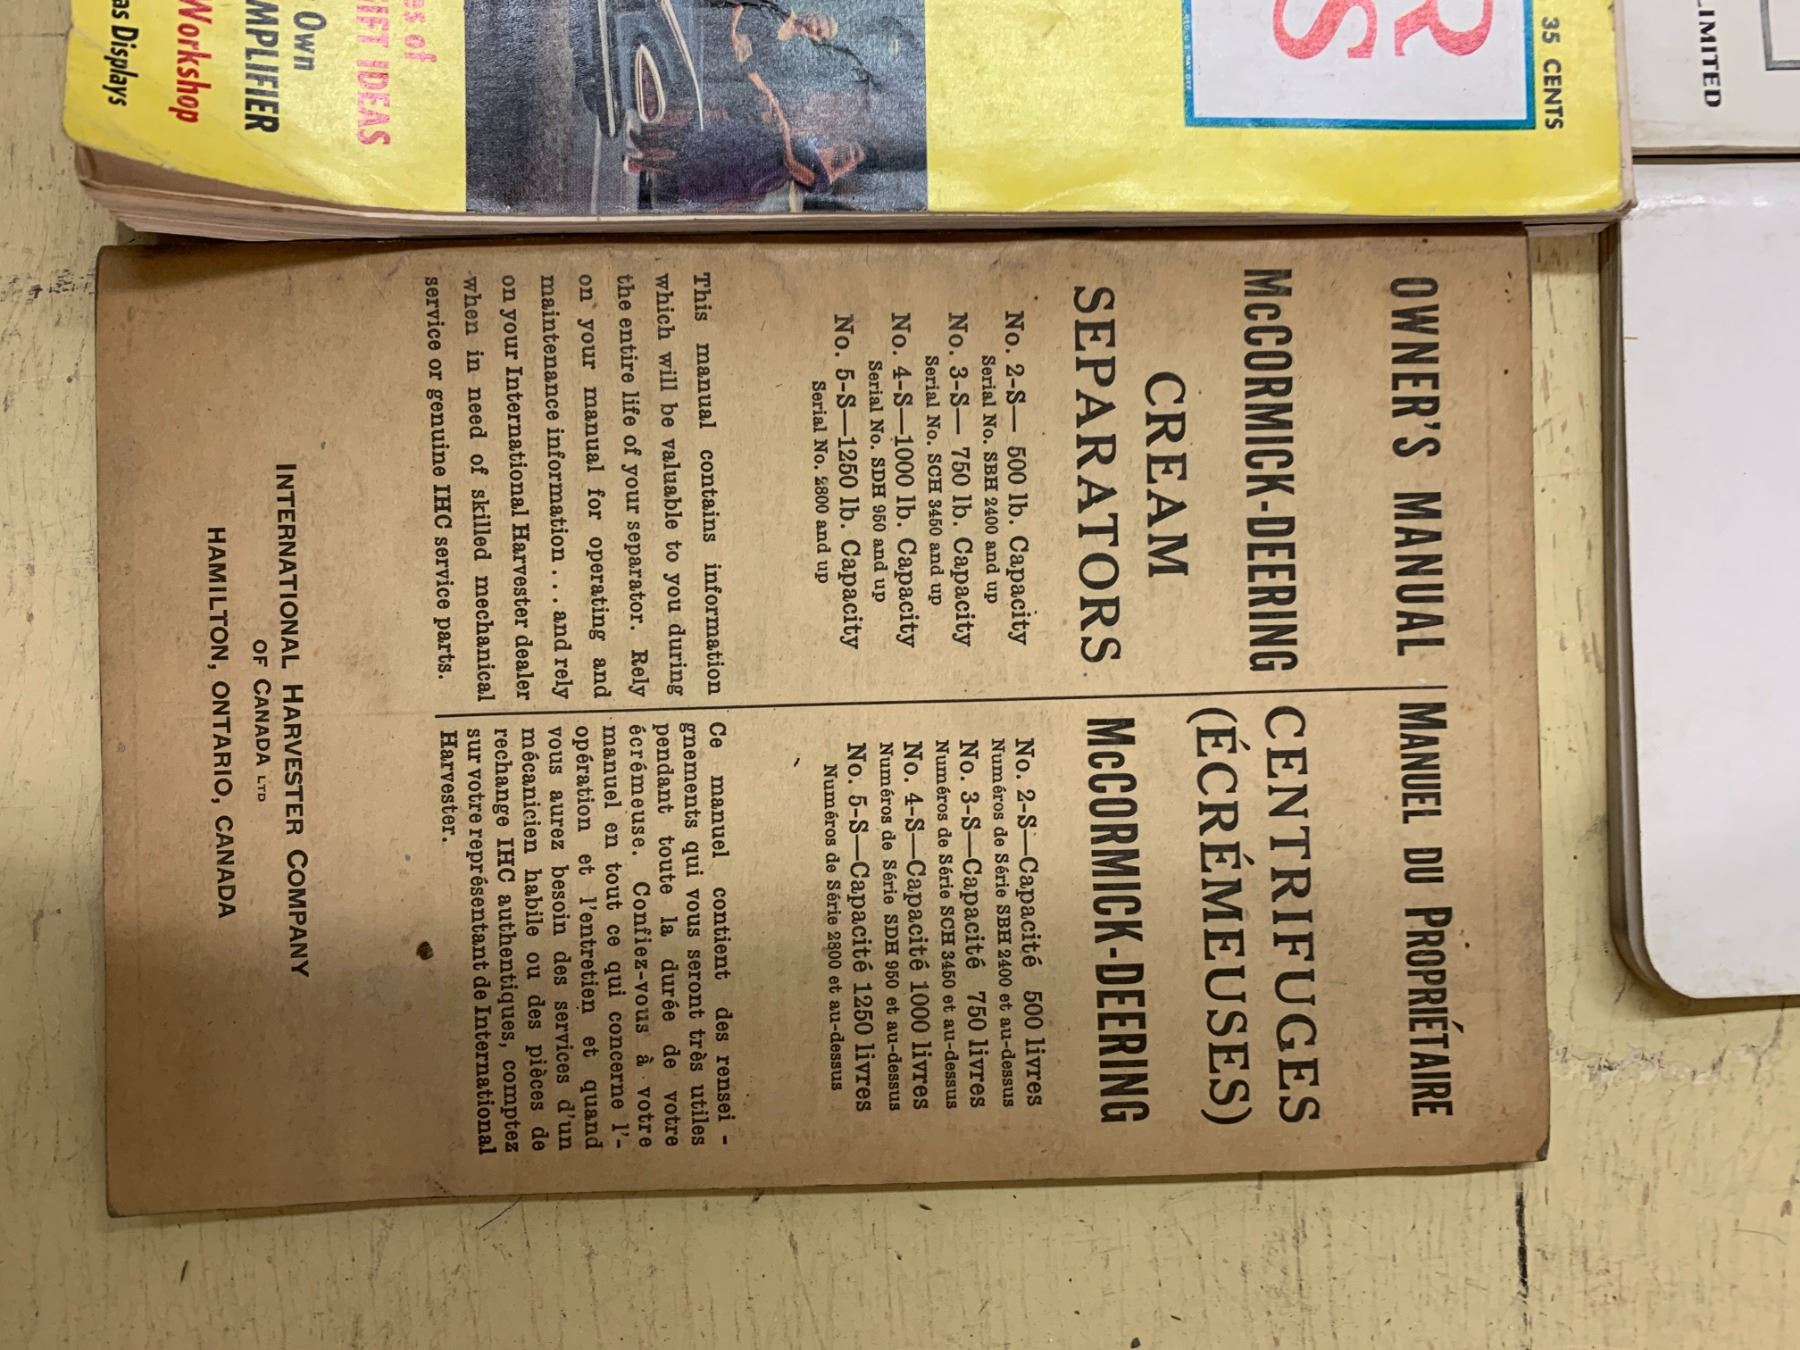 OWNER'S MANUAL
McCORMICK-DEERING
CREAM
SEPARATORS
No. 2-S— 500 lb. Capacity
Serial No. SBH 2400 and up
No. 3-S— 750 lb. Capacity
Serial No. SCH 3450 and up
No. 4-S—1000 lb. Capacity
Serial No. SDH 950 and up
No. 5-S—1250 lb. Capacity
Serial No. 2800 and up
This manual contains information
which will be valuable to you during
the entire life of your separator. Rely
on your manual for operating and
maintenance information . . . and rely
on your International Harvester dealer
when in need of skilled mechanical
service or genuine IHC service parts.
MANUEL DU PROPRIÉTAIRE
CENTRIFUGES
(ÉCRÉMEUSES)
McCORMICK-DEERING
No. 2-S—Capacité 500 livres
Numéros de Série SBH 2400 et au-dessus
No. 3-S—Capacité 750 livres
Numéros de Série SCH 3450 et au-dessus
No. 4-S—Capacité 1000 livres
Numéros de Série SDH 950 et au-dessus
No. 5-S—Capacité 1250 livres
Numéros de Série 2800 et au-dessus
Ce manuel contient des rensei-
gnements qui vous seront très utiles
pendant toute la durée de votre
écrémeuse. Confiez-vous à votre
manuel en tout ce qui concerne l'-
opération et l'entretien et quand
vous aurez besoin des services d'un
mécanicien habile ou des pièces de
rechange IHC authentiques, comptez
sur votre représentant de International
Harvester.
INTERNATIONAL HARVESTER COMPANY
OF CANADA LTD
HAMILTON, ONTARIO, CANADA
35 CENTS
R
S
es of
GIFT IDEAS
Own
MPLIFIER
Workshop
as Displays
LIMITED